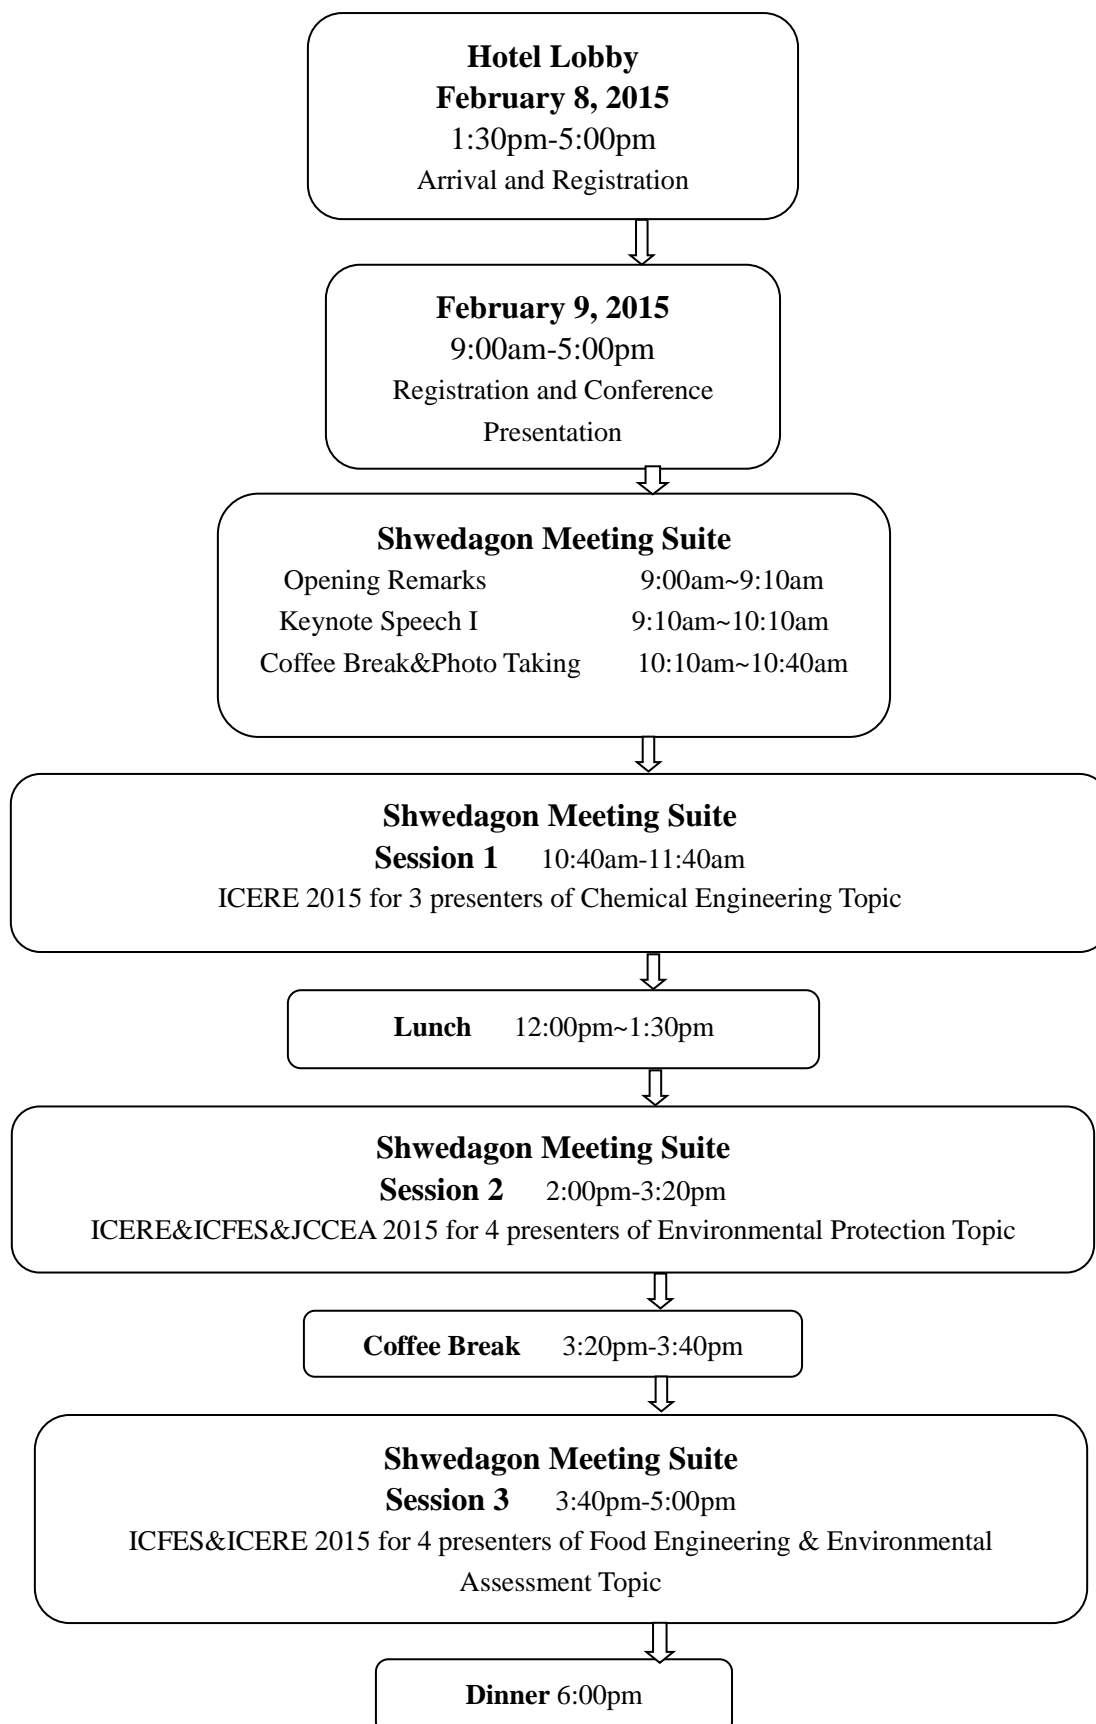 Hotel Lobby
February 8, 2015
1:30pm-5:00pm
Arrival and Registration
February 9, 2015
9:00am-5:00pm
Registration and Conference
Presentation
Shwedagon Meeting Suite
Opening Remarks 9:00am~9:10am
Keynote Speech I 9:10am~10:10am
Coffee Break&Photo Taking 10:10am~10:40am
Shwedagon Meeting Suite
Session 1 10:40am-11:40am
ICERE 2015 for 3 presenters of Chemical Engineering Topic
Lunch 12:00pm~1:30pm
Shwedagon Meeting Suite
Session 2 2:00pm-3:20pm
ICERE&ICFES&JCCEA 2015 for 4 presenters of Environmental Protection Topic
Coffee Break 3:20pm-3:40pm
Shwedagon Meeting Suite
Session 3 3:40pm-5:00pm
ICFES&ICERE 2015 for 4 presenters of Food Engineering & Environmental
Assessment Topic
Dinner 6:00pm